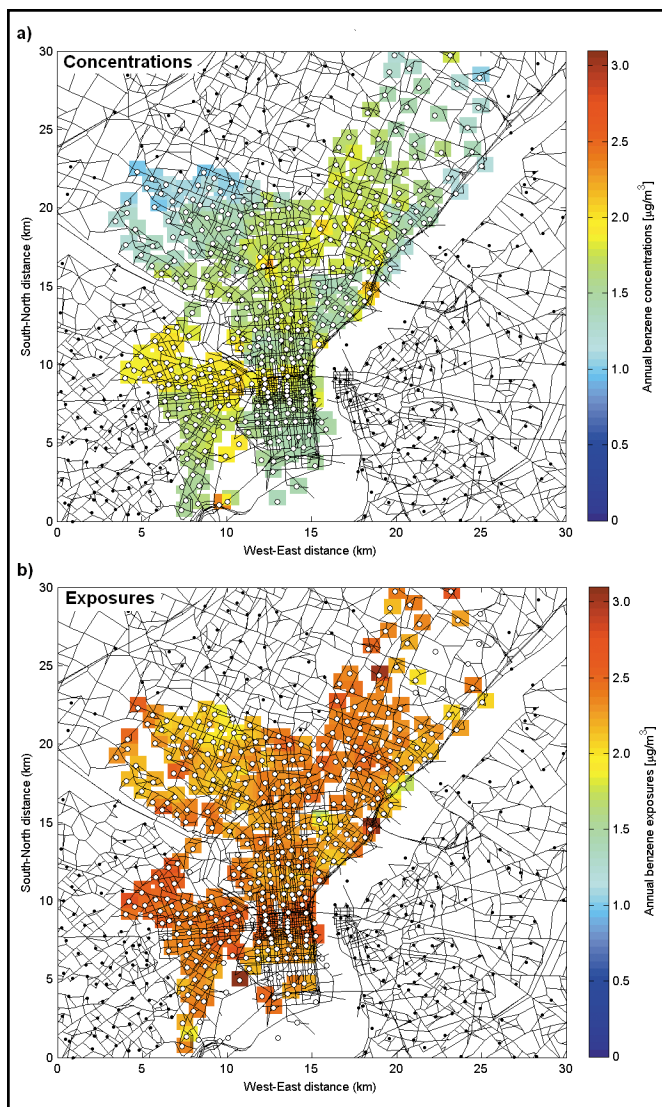 a)
Concentrations
30
25
20
15
10
5
0
South-North distance (km)
0 5 10 15 20 25 30
West-East distance (km)
3.0
2.5
2.0
1.5
1.0
0.5
0
Annual benzene concentrations [µg/m³]
b)
Exposures
30
25
20
15
10
5
0
South-North distance (km)
0 5 10 15 20 25 30
West-East distance (km)
3.0
2.5
2.0
1.5
1.0
0.5
0
Annual benzene exposures [µg/m³]